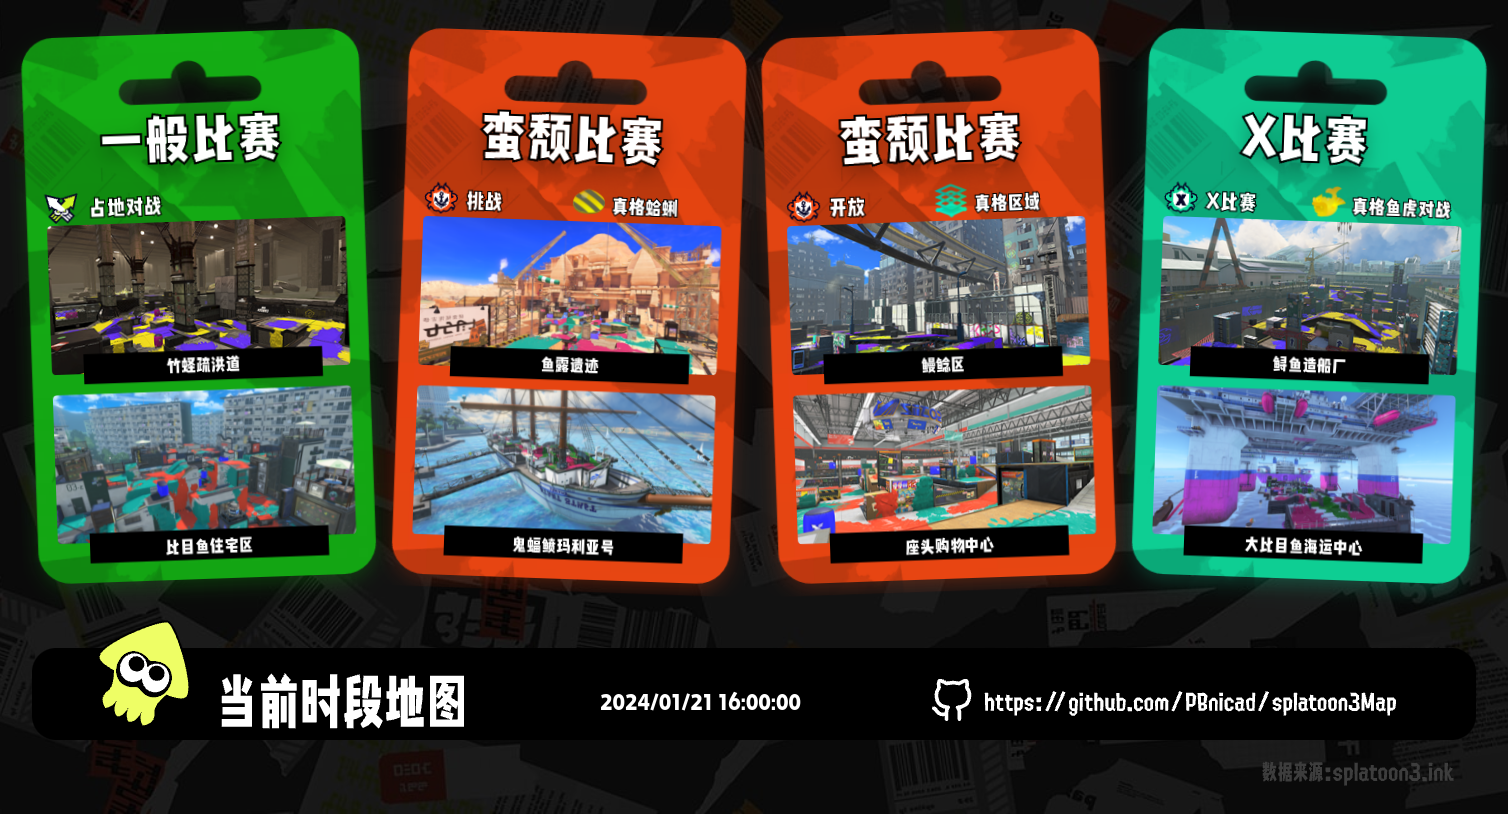 一般比赛
占地对战
竹蛏疏洪道
比目鱼住宅区
蛮颓比赛
挑战
真格蛤蜊
鱼露遗迹
鬼蝠鲼玛利亚号
蛮颓比赛
开放
真格区域
鳗鲶区
座头购物中心
X比赛
X比赛
真格鱼虎对战
鲟鱼造船厂
大比目鱼海运中心
当前时段地图
2024/01/21 16:00:00
https://github.com/PBnicad/splatoon3Map
数据来源:splatoon3.ink